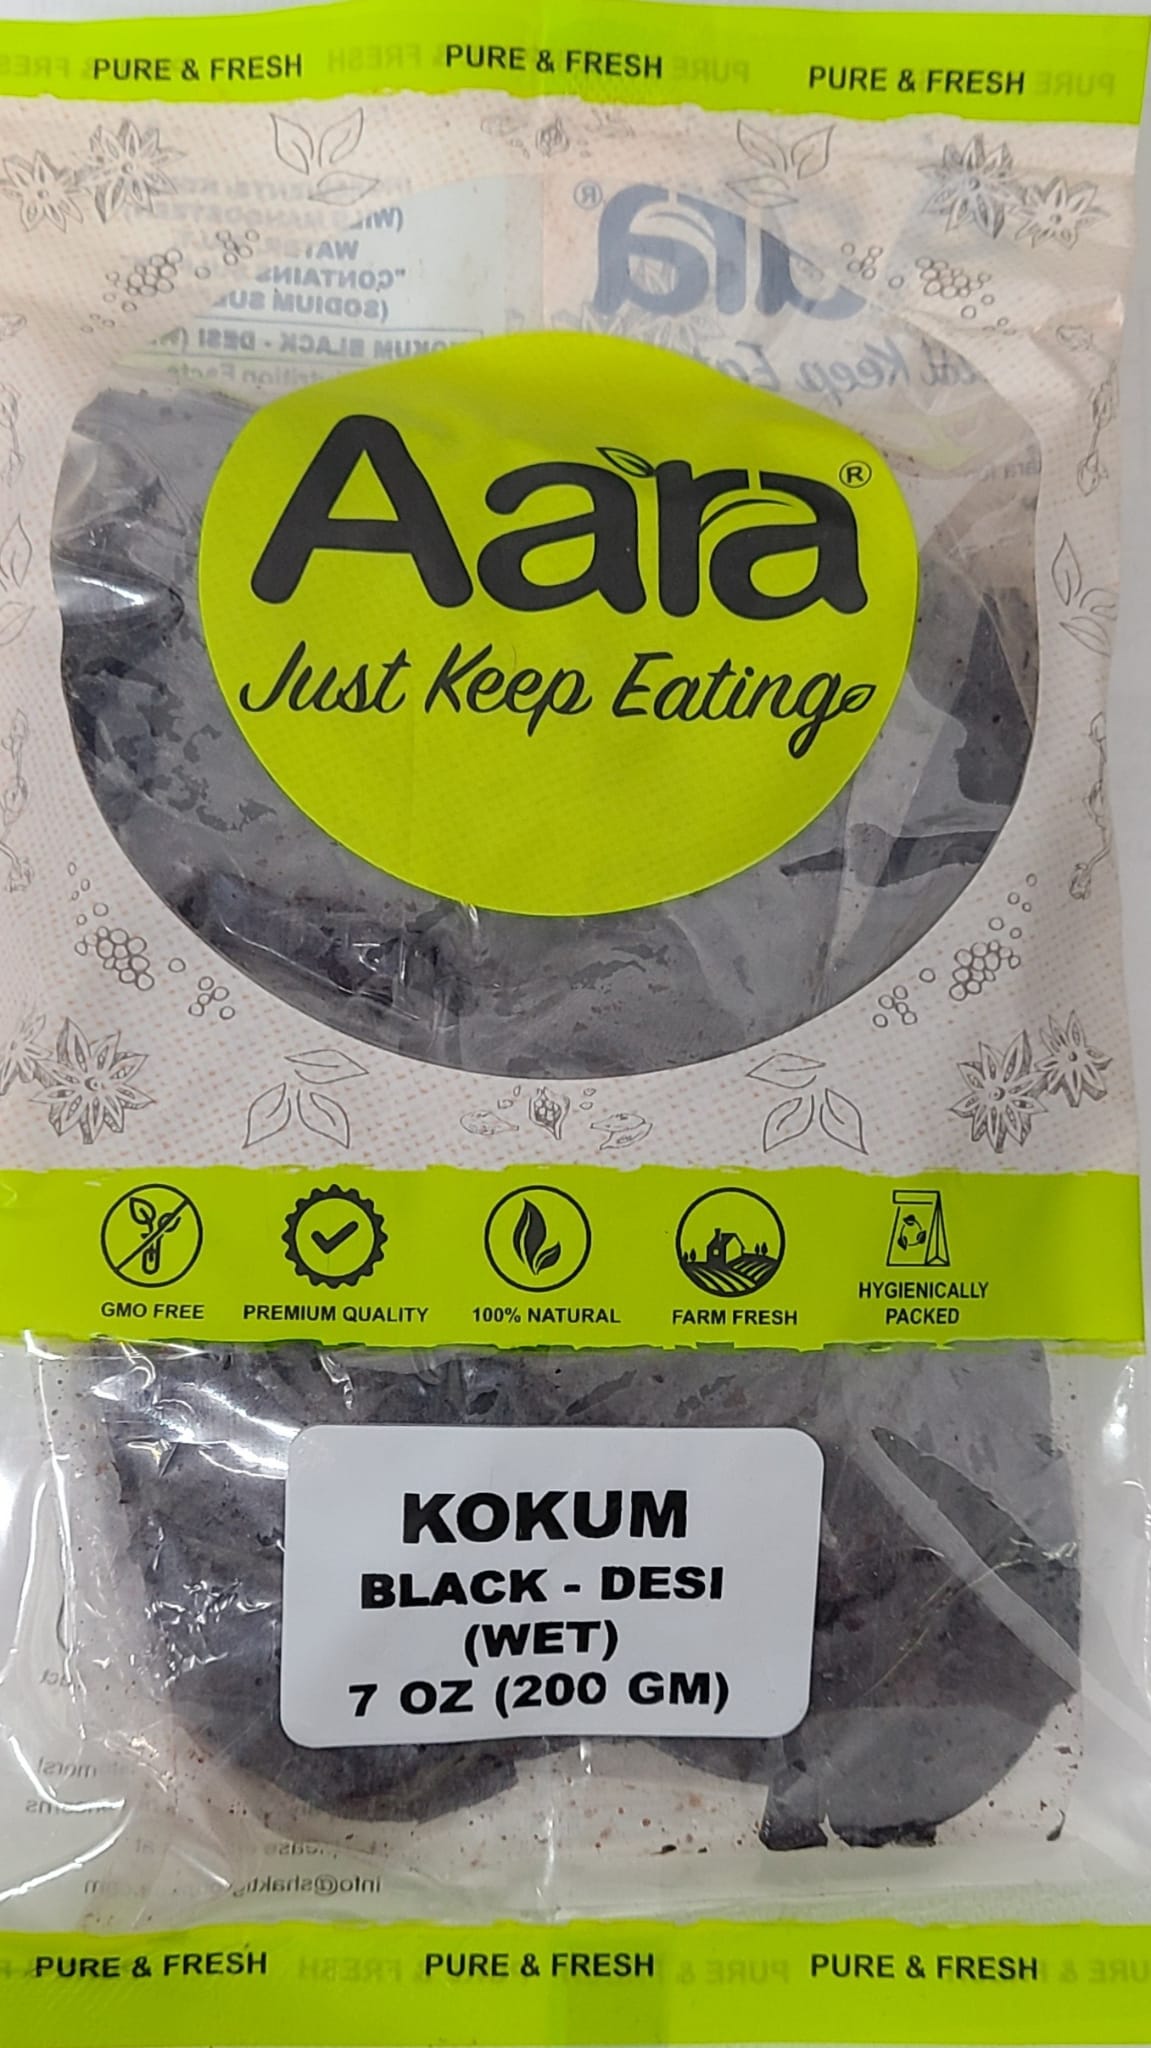 PURE & FRESH PURE & FRESH PURE & FRESH
Aara®
Just Keep Eating
GMO FREE
PREMIUM QUALITY
100% NATURAL
FARM FRESH
HYGIENICALLY
PACKED
KOKUM
BLACK - DESI
(WET)
7 OZ (200 GM)
PURE & FRESH PURE & FRESH PURE & FRESH